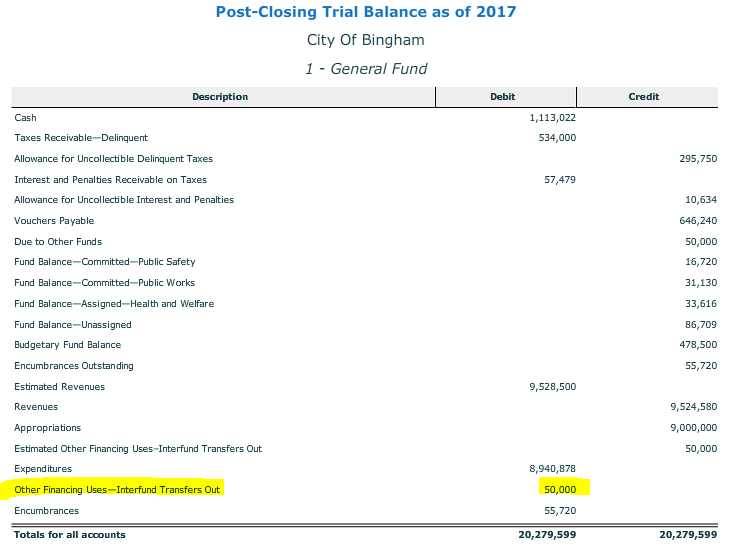 Post-Closing Trial Balance as of 2017
City Of Bingham
1 - General Fund
Description Debit Credit
Cash 1,113,022
Taxes Receivable—Delinquent 534,000
Allowance for Uncollectible Delinquent Taxes 295,750
Interest and Penalties Receivable on Taxes 57,479
Allowance for Uncollectible Interest and Penalties 10,634
Vouchers Payable 646,240
Due to Other Funds 50,000
Fund Balance—Committed—Public Safety 16,720
Fund Balance—Committed—Public Works 31,130
Fund Balance—Assigned—Health and Welfare 33,616
Fund Balance—Unassigned 86,709
Budgetary Fund Balance 478,500
Encumbrances Outstanding 55,720
Estimated Revenues 9,528,500
Revenues 9,524,580
Appropriations 9,000,000
Estimated Other Financing Uses–Interfund Transfers Out 50,000
Expenditures 8,940,878
Other Financing Uses—Interfund Transfers Out 50,000
Encumbrances 55,720
Totals for all accounts 20,279,599 20,279,599